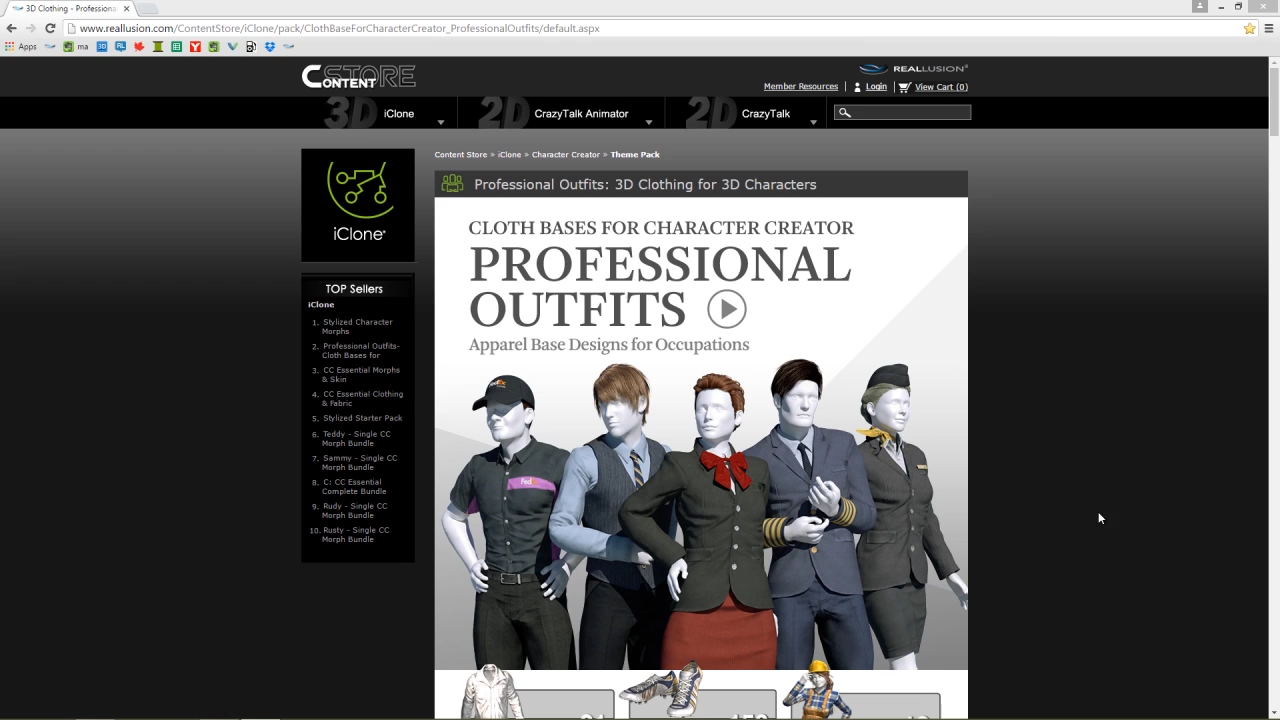 3D Clothing - Professiona
www.reallusion.com/ContentStore/iClone/pack/ClothBaseForCharacterCreator_ProfessionalOutfits/default.aspx
Apps
ma
CONTENT STORE
REALLUSION
Member Resources | Login | View Cart (0)
3D iClone
2D CrazyTalk Animator
2D CrazyTalk
iClone
Content Store » iClone » Character Creator » Theme Pack
Professional Outfits: 3D Clothing for 3D Characters
CLOTH BASES FOR CHARACTER CREATOR
PROFESSIONAL
OUTFITS
Apparel Base Designs for Occupations
FedEx
TOP Sellers
iClone
1. Stylized Character
Morphs
2. Professional Outfits-
Cloth Bases for
3. CC Essential Morphs
& Skin
4. CC Essential Clothing
& Fabric
5. Stylized Starter Pack
6. Teddy - Single CC
Morph Bundle
7. Sammy - Single CC
Morph Bundle
8. C: CC Essential
Complete Bundle
9. Rudy - Single CC
Morph Bundle
10. Rusty - Single CC
Morph Bundle